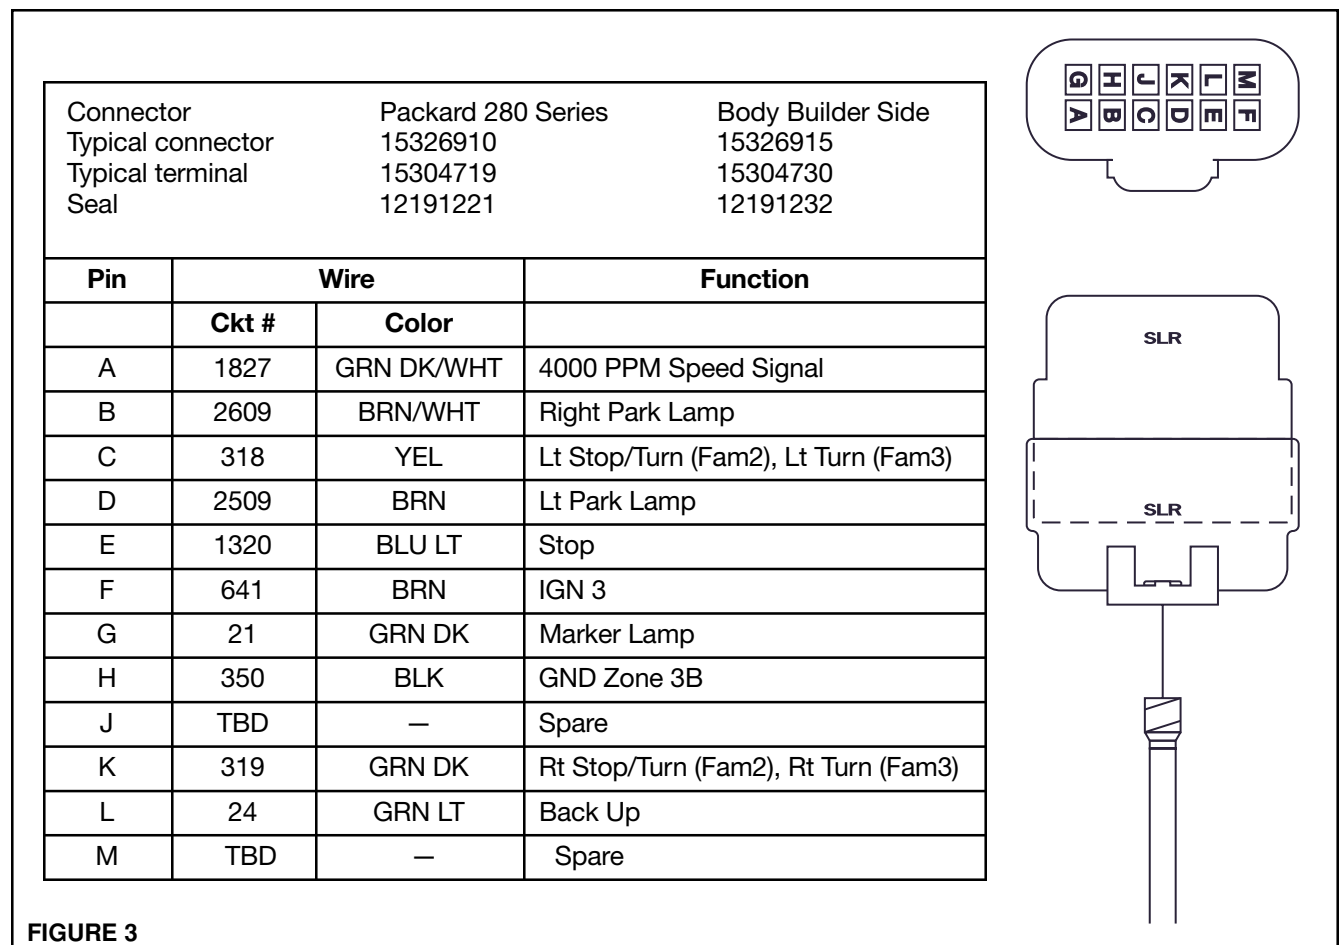 Connector Packard 280 Series Body Builder Side
Typical connector 15326910 15326915
Typical terminal 15304719 15304730
Seal 12191221 12191232
Pin Wire Function
Ckt # Color
A 1827 GRN DK/WHT 4000 PPM Speed Signal
B 2609 BRN/WHT Right Park Lamp
C 318 YEL Lt Stop/Turn (Fam2), Lt Turn (Fam3)
D 2509 BRN Lt Park Lamp
E 1320 BLU LT Stop
F 641 BRN IGN 3
G 21 GRN DK Marker Lamp
H 350 BLK GND Zone 3B
J TBD — Spare
K 319 GRN DK Rt Stop/Turn (Fam2), Rt Turn (Fam3)
L 24 GRN LT Back Up
M TBD — Spare
G H J K L M
A B C D E F
SLR
SLR
FIGURE 3